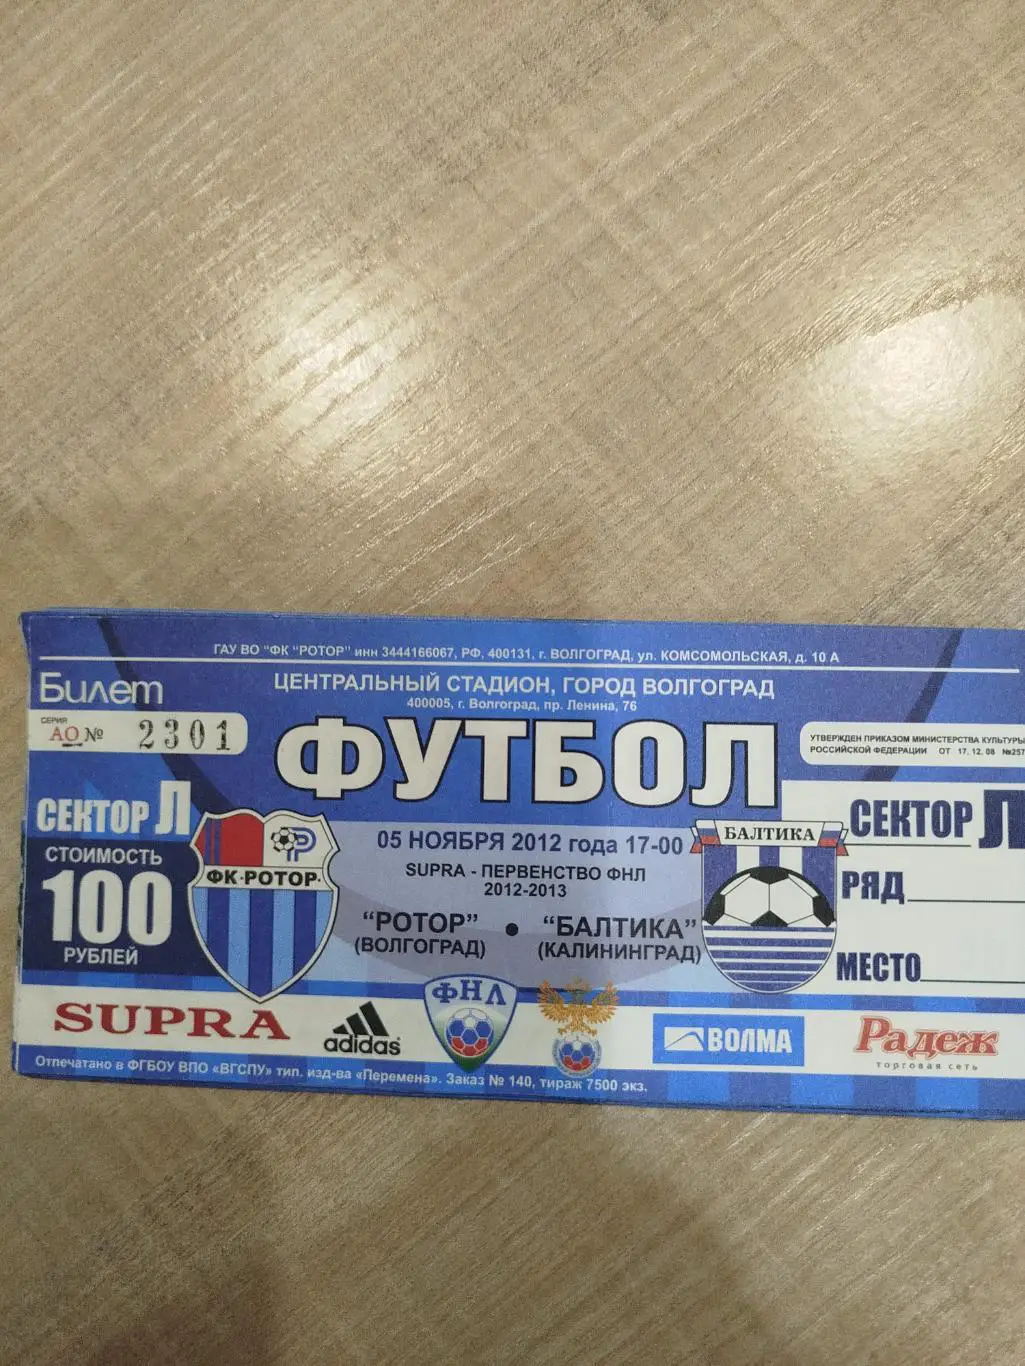 ГАУ ВО "ФК "РОТОР" инн 3444166067, РФ, 400131, г. ВОЛГОГРАД, ул. КОМСОМОЛЬСКАЯ, д. 10 А
Билет
ЦЕНТРАЛЬНЫЙ СТАДИОН, ГОРОД ВОЛГОГРАД
400005, г. Волгоград, пр. Ленина, 76
СЕРИЯ
АО № 2301
ФУТБОЛ
УТВЕРЖДЕН ПРИКАЗОМ МИНИСТЕРСТВА КУЛЬТУРЫ
РОССИЙСКОЙ ФЕДЕРАЦИИ ОТ 17.12.08 №257
СЕКТОР Л
СТОИМОСТЬ
100
РУБЛЕЙ
ФК·РОТОР·
05 НОЯБРЯ 2012 года 17-00
SUPRA - ПЕРВЕНСТВО ФНЛ
2012-2013
"РОТОР" • "БАЛТИКА"
(ВОЛГОГРАД) (КАЛИНИНГРАД)
БАЛТИКА
СЕКТОР Л
РЯД
МЕСТО
SUPRA
adidas
ФНЛ
ВОЛМА
Радеж
торговая сеть
Отпечатано в ФГБОУ ВПО «ВГСПУ» тип. изд-ва «Перемена». Заказ № 140, тираж 7500 экз.